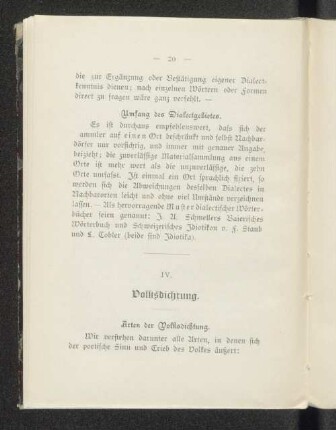 — 20 —
die zur Ergänzung oder Bestätigung eigener Dialect-
kenntnis dienen; nach einzelnen Wörtern oder Formen
direct zu fragen wäre ganz verfehlt. —
Umfang des Dialectgebietes.
Es ist durchaus empfehlenswert, dass sich der
Sammler auf einen Ort beschränkt und selbst Nachbar-
dörfer nur vorsichtig, und immer mit genauer Angabe,
beizieht; die zuverlässige Materialsammlung aus einem
Orte ist mehr wert als die unzuverlässige, die zehn
Orte umfasst. Ist einmal ein Ort sprachlich fixiert, so
werden sich die Abweichungen desselben Dialectes in
Nachbarorten leicht und ohne viel Umstände verzeichnen
lassen. — Als hervorragende Muster dialectischer Wörter-
bücher seien genannt: J. A. Schmellers Baierisches
Wörterbuch und Schweizerisches Idiotikon v. F. Staub
und L. Tobler (beide sind Idiotika).
IV.
Volksdichtung.
Arten der Volksdichtung.
Wir verstehen darunter alle Arten, in denen sich
der poetische Sinn und Trieb des Volkes äußert: